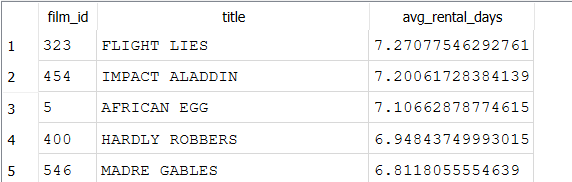 film_id title avg_rental_days
1 323 FLIGHT LIES 7.27077546292761
2 454 IMPACT ALADDIN 7.20061728384139
3 5 AFRICAN EGG 7.10662878774615
4 400 HARDLY ROBBERS 6.94843749993015
5 546 MADRE GABLES 6.8118055554639